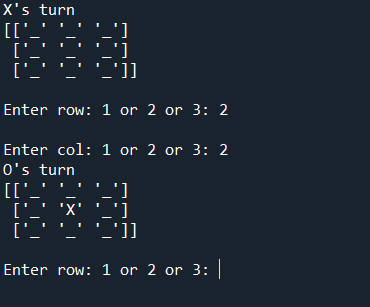 X's turn
[['_' '_' '_']
['_' '_' '_']
['_' '_' '_']]
Enter row: 1 or 2 or 3: 2
Enter col: 1 or 2 or 3: 2
O's turn
[['_' '_' '_']
['_' 'X' '_']
['_' '_' '_']]
Enter row: 1 or 2 or 3: